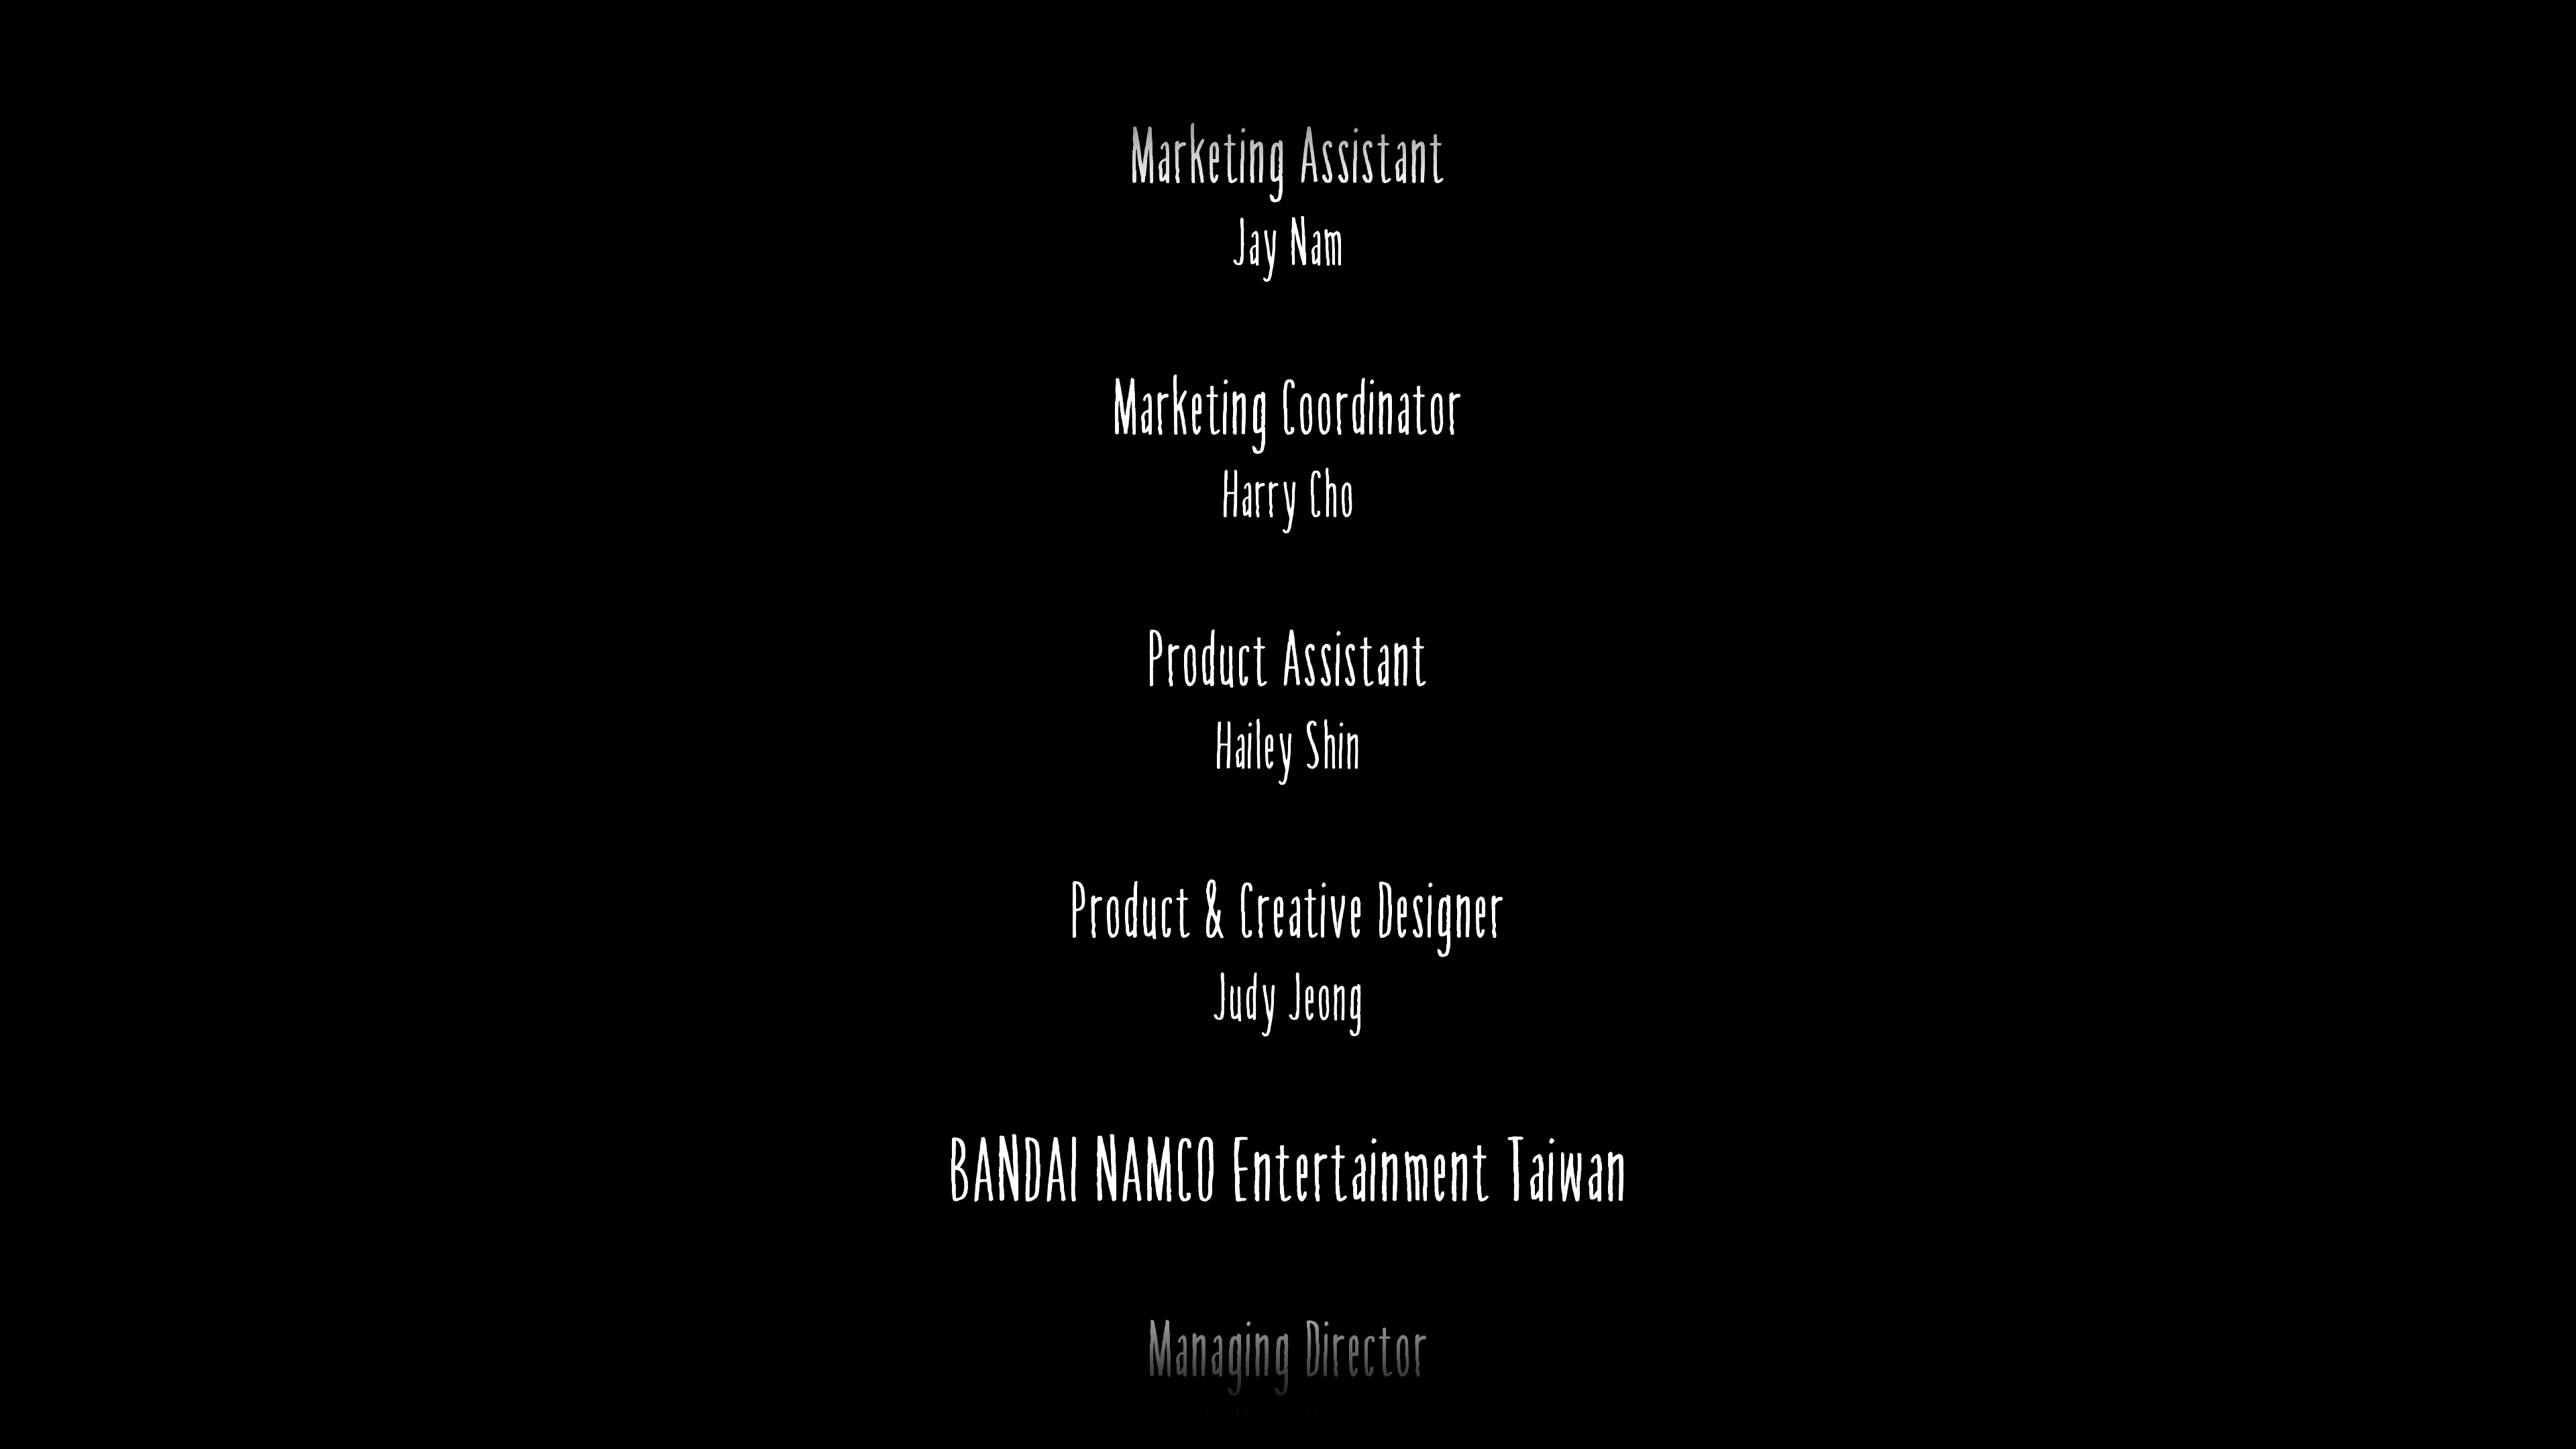 Marketing Assistant
Jay Nam
Marketing Coordinator
Harry Cho
Product Assistant
Hailey Shin
Product & Creative Designer
Judy Jeong
BANDAI NAMCO Entertainment Taiwan
Managing Director